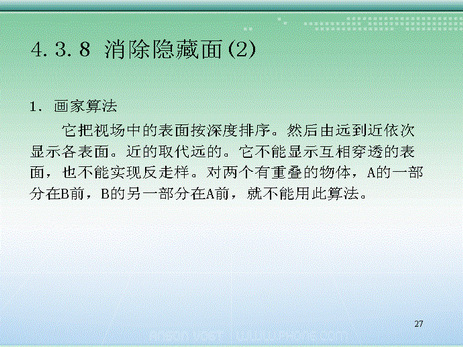 4.3.8 消除隐藏面(2)
1. 画家算法
它把视场中的表面按深度排序。然后由远到近依次
显示各表面。近的取代远的。它不能显示互相穿透的表
面，也不能实现反走样。对两个有重叠的物体，A的一部
分在B前，B的另一部分在A前，就不能用此算法。
27